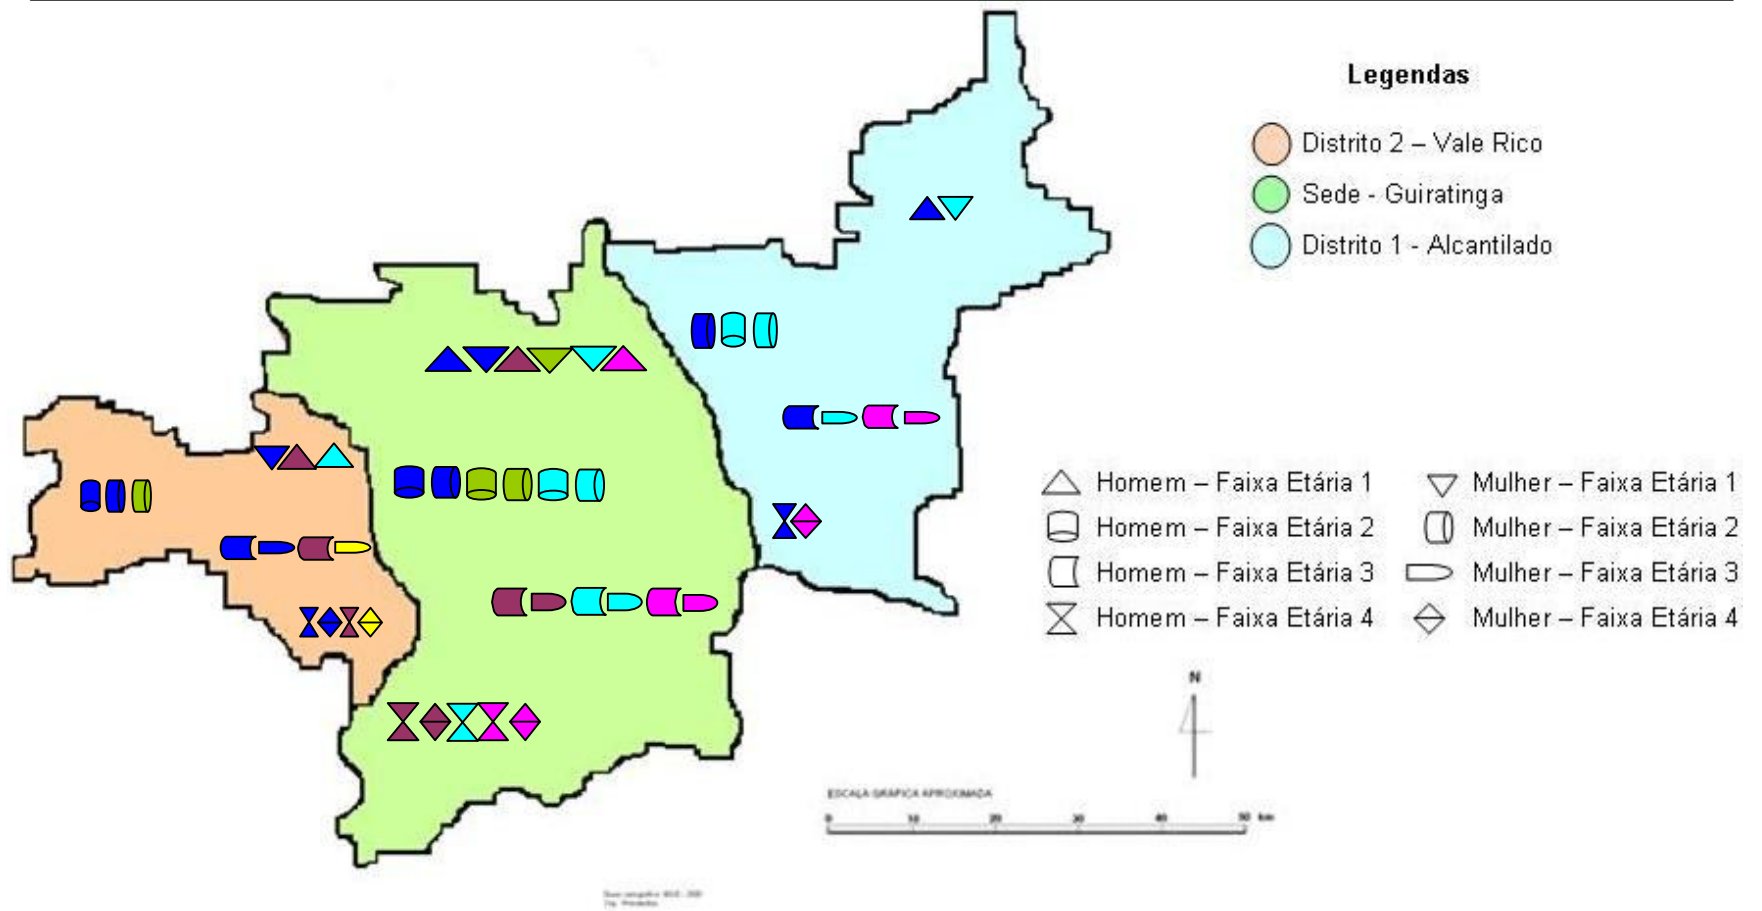 Legendas
Distrito 2 – Vale Rico
Sede - Guiratinga
Distrito 1 - Alcantilado
Homem – Faixa Etária 1
Mulher – Faixa Etária 1
Homem – Faixa Etária 2
Mulher – Faixa Etária 2
Homem – Faixa Etária 3
Mulher – Faixa Etária 3
Homem – Faixa Etária 4
Mulher – Faixa Etária 4
N
ESCALA GRÁFICA APROXIMADA
0 10 20 30 40 50 km